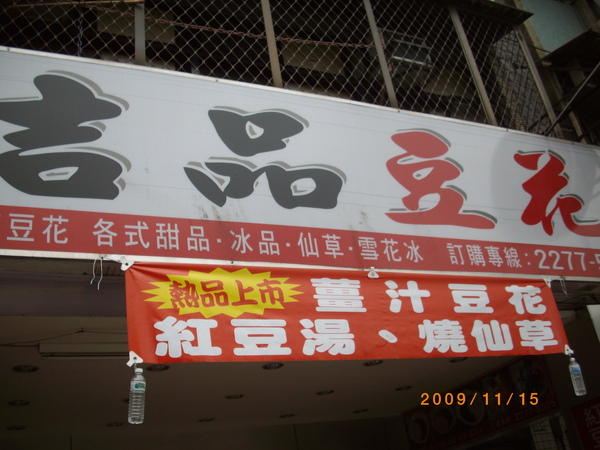 吉品豆花
豆花 各式甜品·冰品·仙草·雪花冰 訂購專線:2277-
熱品上市 薑汁豆花
紅豆湯、燒仙草
2009/11/15